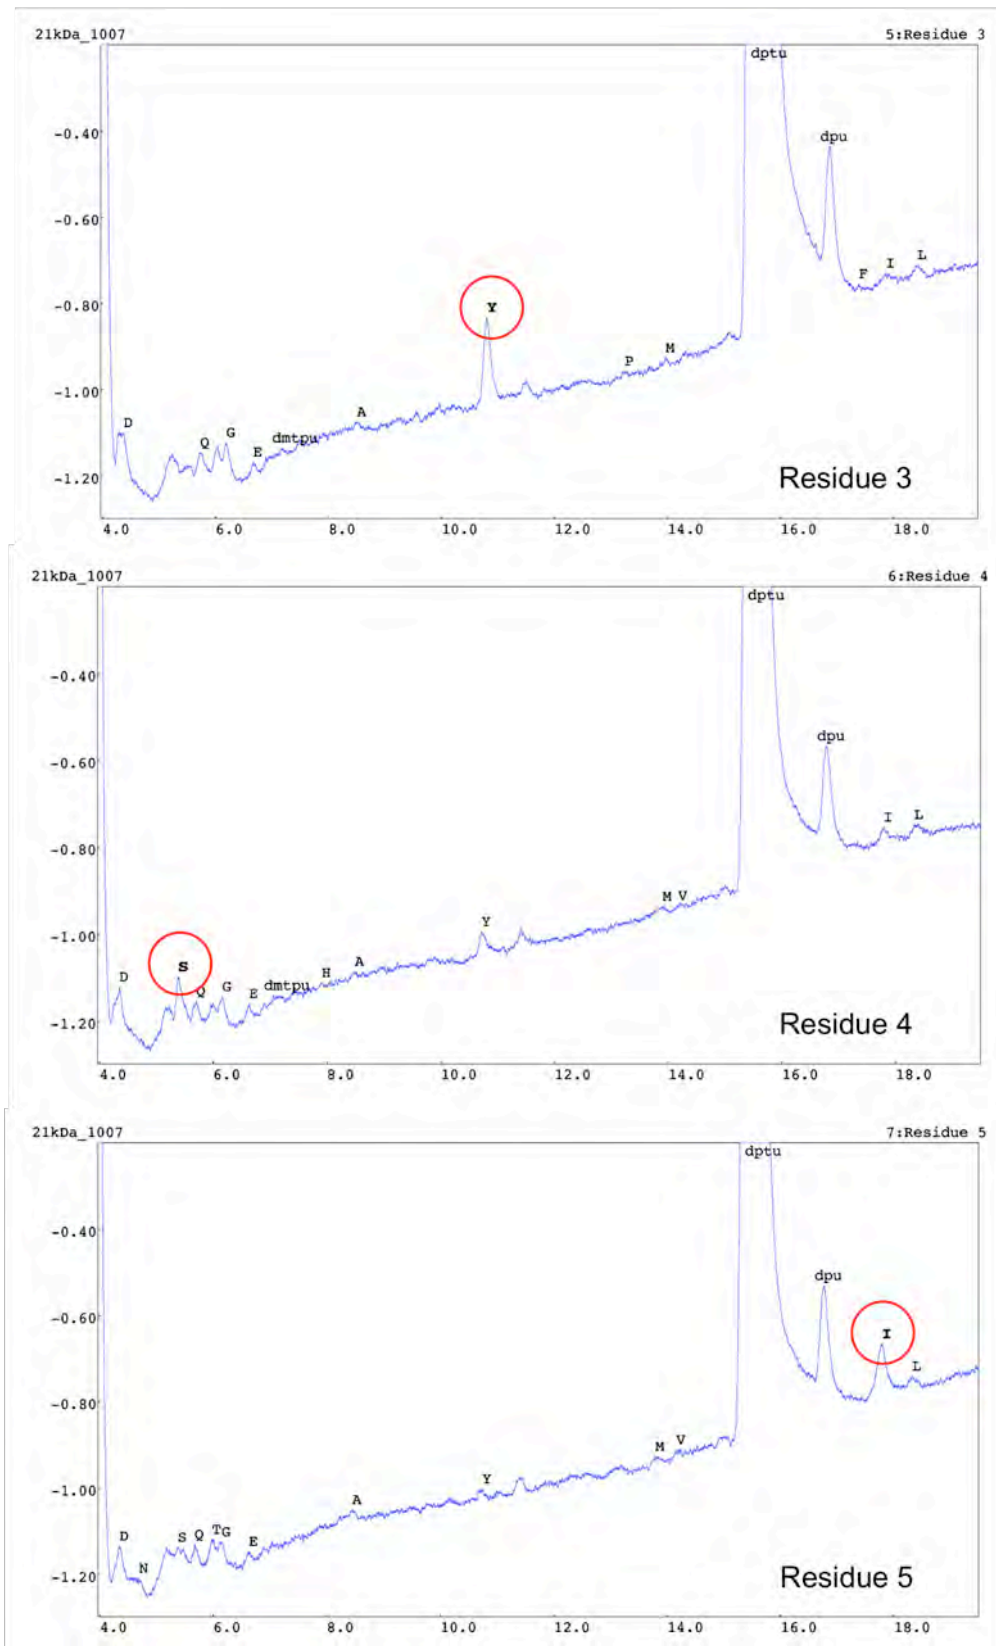 21kDa_1007 5:Residue 3
dptu
-0.40
dpu
-0.60
F I L
-0.80
Y
P M
-1.00
A
D Q G E dmtpu
-1.20
Residue 3
4.0 6.0 8.0 10.0 12.0 14.0 16.0 18.0
21kDa_1007 6:Residue 4
dptu
-0.40
dpu
-0.60
I L
-0.80
M V
-1.00
Y
D S Q G E dmtpu H A
-1.20
Residue 4
4.0 6.0 8.0 10.0 12.0 14.0 16.0 18.0
21kDa_1007 7:Residue 5
dptu
-0.40
dpu
-0.60
I
L
-0.80
M V
-1.00
Y
A
D N S Q T G E
-1.20
Residue 5
4.0 6.0 8.0 10.0 12.0 14.0 16.0 18.0